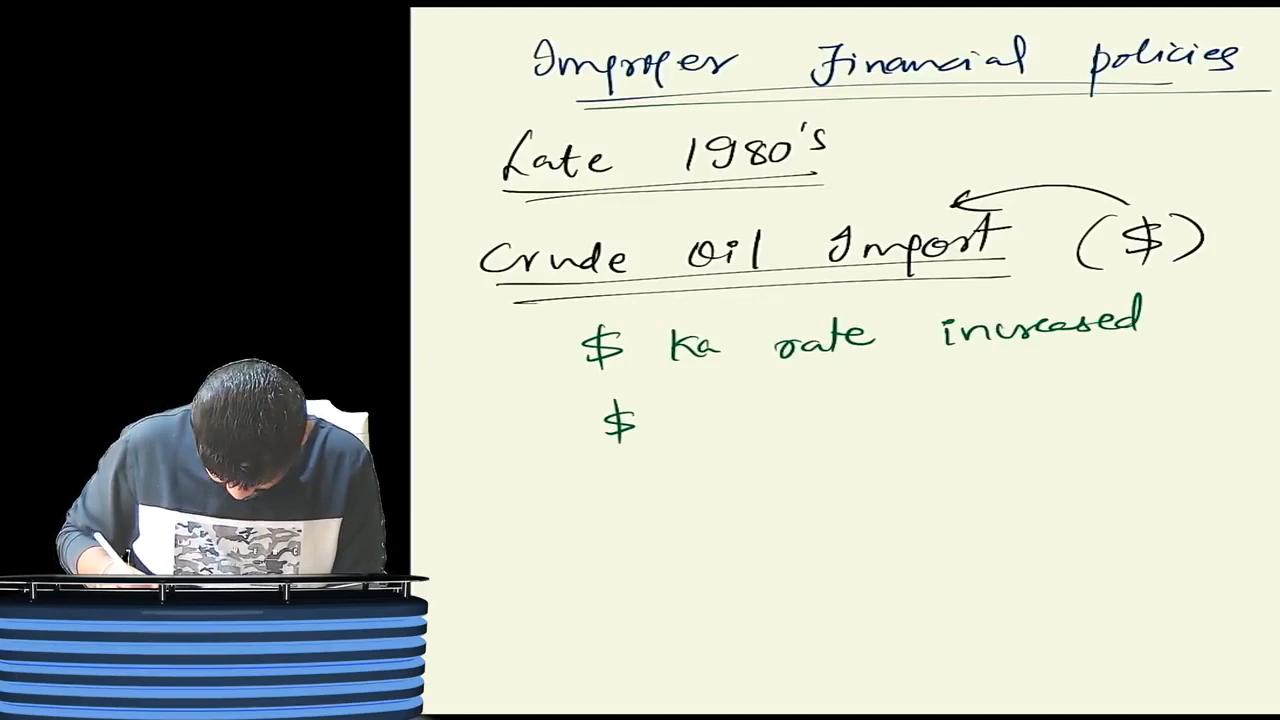 Improper Financial policies
Late 1980's
Crude Oil Import ($)
$ ka rate increased
$